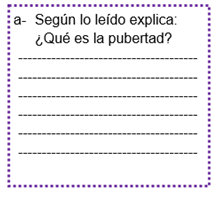 a- Según lo leído explica:
¿Qué es la pubertad?